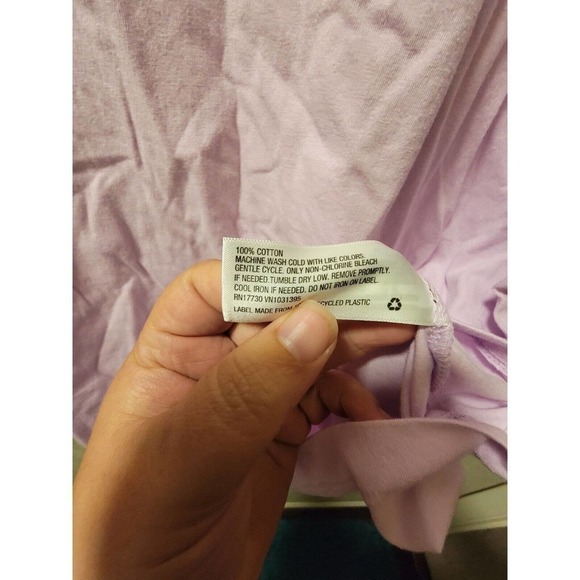 100% COTTON
MACHINE WASH COLD WITH LIKE COLORS.
GENTLE CYCLE. ONLY NON-CHLORINE BLEACH
IF NEEDED. TUMBLE DRY LOW. REMOVE PROMPTLY.
COOL IRON IF NEEDED. DO NOT IRON ON LABEL.
RN17730 VN1031395
LABEL MADE FROM PLASTIC